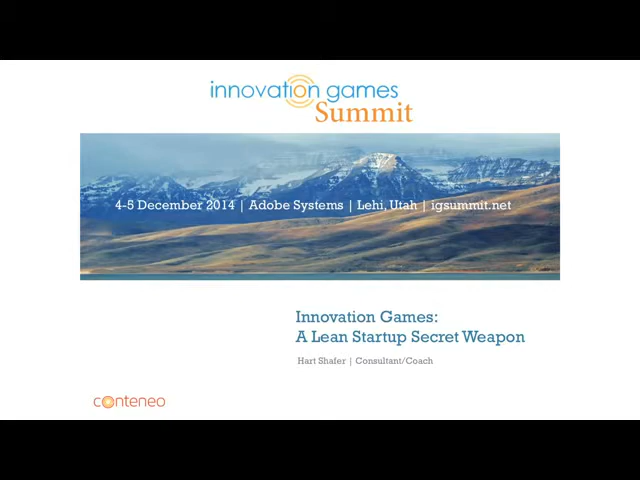 innovation games
Summit
4-5 December 2014 | Adobe Systems | Lehi, Utah | igsummit.net
Innovation Games:
A Lean Startup Secret Weapon
Hart Shafer | Consultant/Coach
conteneo